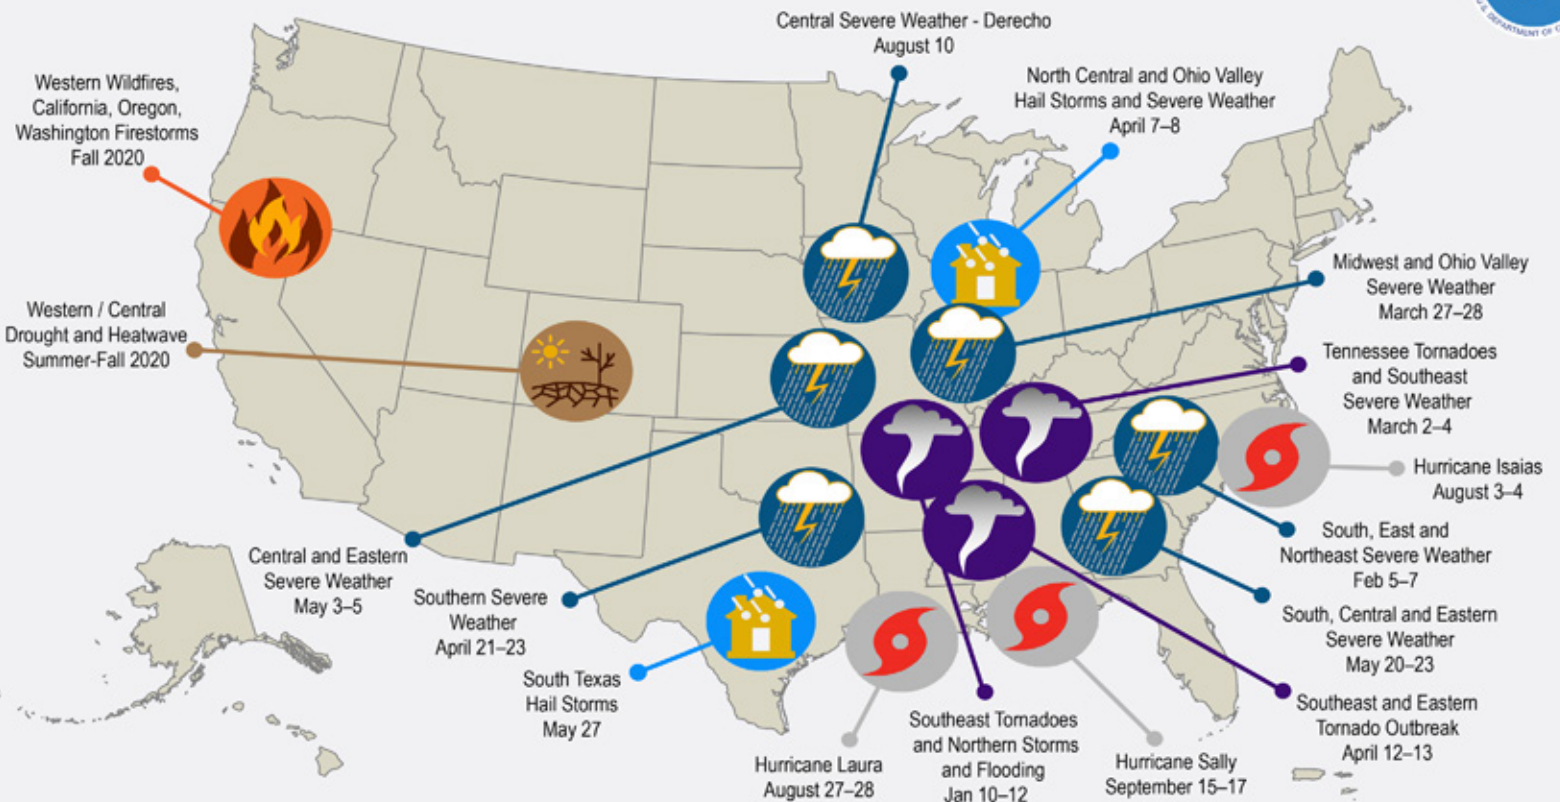 Central Severe Weather - Derecho
August 10
Western Wildfires,
California, Oregon,
Washington Firestorms
Fall 2020
North Central and Ohio Valley
Hail Storms and Severe Weather
April 7–8
Western / Central
Drought and Heatwave
Summer-Fall 2020
Midwest and Ohio Valley
Severe Weather
March 27–28
Tennessee Tornadoes
and Southeast
Severe Weather
March 2–4
Hurricane Isaias
August 3–4
South, East and
Northeast Severe Weather
Feb 5–7
Central and Eastern
Severe Weather
May 3–5
Southern Severe
Weather
April 21–23
South, Central and Eastern
Severe Weather
May 20–23
South Texas
Hail Storms
May 27
Southeast and Eastern
Tornado Outbreak
April 12–13
Hurricane Laura
August 27–28
Southeast Tornadoes
and Northern Storms
and Flooding
Jan 10–12
Hurricane Sally
September 15–17